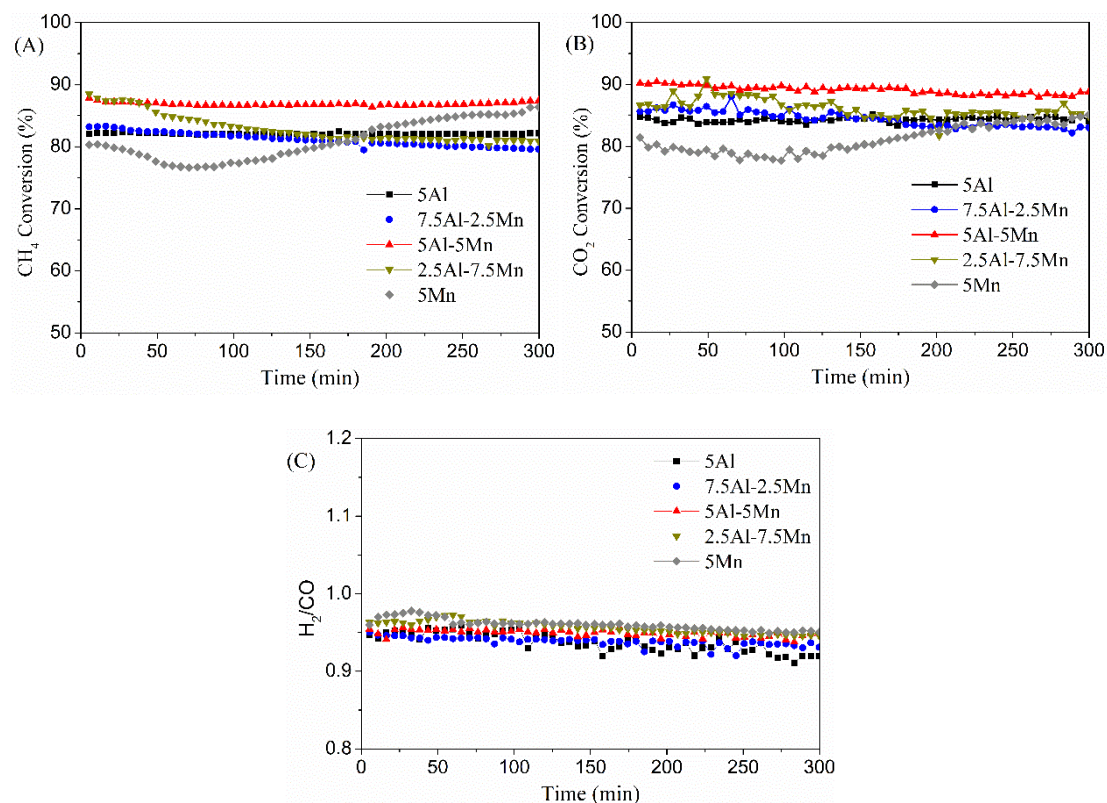 (A)
CH₄ Conversion (%)
100
90
80
70
60
50
0 50 100 150 200 250 300
Time (min)
5Al
7.5Al-2.5Mn
5Al-5Mn
2.5Al-7.5Mn
5Mn
(B)
CO₂ Conversion (%)
100
90
80
70
60
50
0 50 100 150 200 250 300
Time (min)
5Al
7.5Al-2.5Mn
5Al-5Mn
2.5Al-7.5Mn
5Mn
(C)
H₂/CO
1.2
1.1
1.0
0.9
0.8
0 50 100 150 200 250 300
Time (min)
5Al
7.5Al-2.5Mn
5Al-5Mn
2.5Al-7.5Mn
5Mn